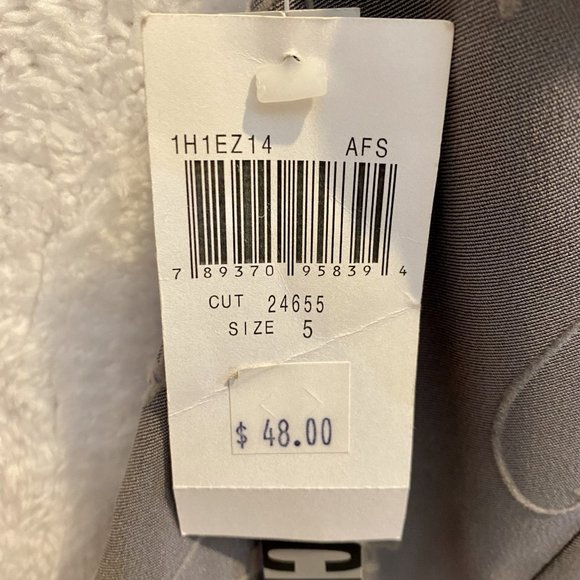 1H1EZ14 AFS
7 89370 95839 4
CUT 24655
SIZE 5
$ 48.00
C